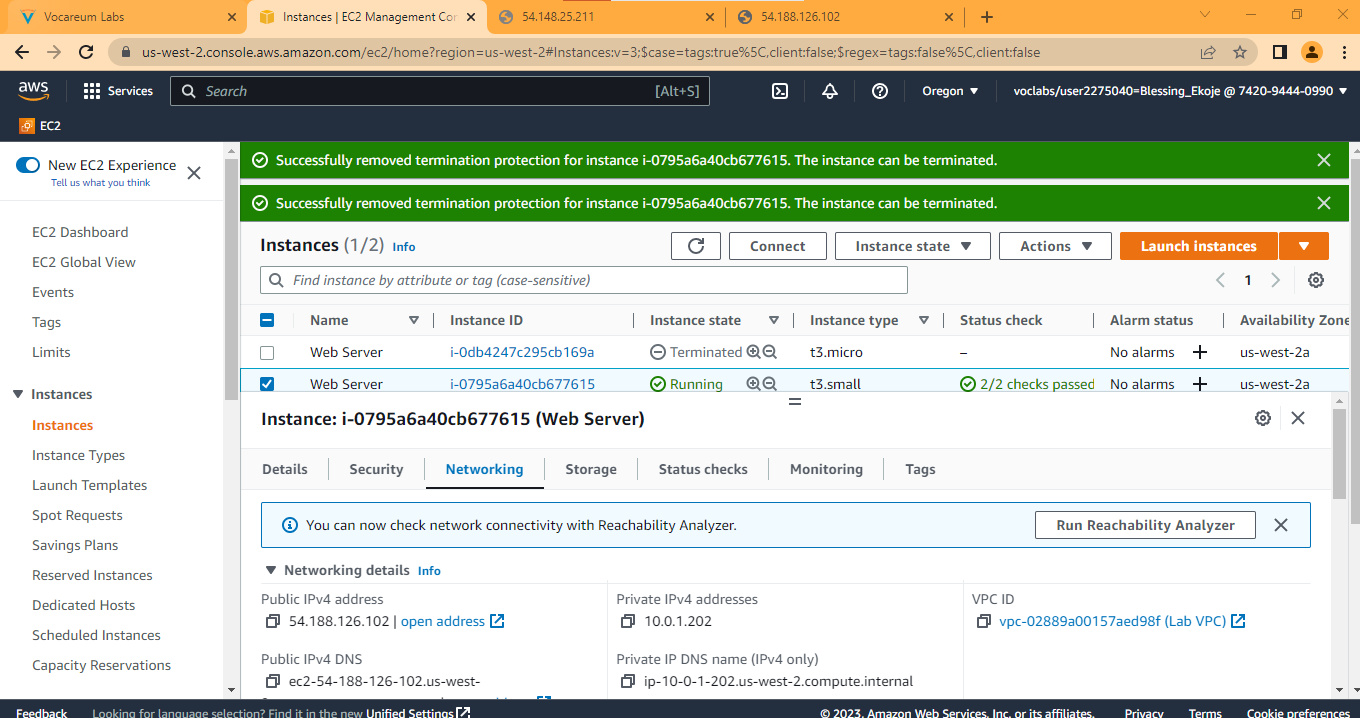 Vocareum Labs
Instances | EC2 Management Con
54.148.25.211
54.188.126.102
us-west-2.console.aws.amazon.com/ec2/home?region=us-west-2#Instances:v=3;$case=tags:true%5C,client:false;$regex=tags:false%5C,client:false
aws
Services
Search
[Alt+S]
Oregon
voclabs/user2275040=Blessing_Ekoje @ 7420-9444-0990
EC2
New EC2 Experience
Tell us what you think
EC2 Dashboard
EC2 Global View
Events
Tags
Limits
Instances
Instances
Instance Types
Launch Templates
Spot Requests
Savings Plans
Reserved Instances
Dedicated Hosts
Scheduled Instances
Capacity Reservations
Successfully removed termination protection for instance i-0795a6a40cb677615. The instance can be terminated.
Successfully removed termination protection for instance i-0795a6a40cb677615. The instance can be terminated.
Instances (1/2) Info
Connect
Instance state
Actions
Launch instances
Find instance by attribute or tag (case-sensitive)
1
Name Instance ID Instance state Instance type Status check Alarm status Availability Zone
Web Server i-0db4247c295cb169a Terminated t3.micro – No alarms + us-west-2a
Web Server i-0795a6a40cb677615 Running t3.small 2/2 checks passed No alarms + us-west-2a
Instance: i-0795a6a40cb677615 (Web Server)
Details Security Networking Storage Status checks Monitoring Tags
You can now check network connectivity with Reachability Analyzer.
Run Reachability Analyzer
Networking details Info
Public IPv4 address
54.188.126.102 | open address
Private IPv4 addresses
10.0.1.202
VPC ID
vpc-02889a00157aed98f (Lab VPC)
Public IPv4 DNS
ec2-54-188-126-102.us-west-
Private IP DNS name (IPv4 only)
ip-10-0-1-202.us-west-2.compute.internal
Feedback
Looking for language selection? Find it in the new Unified Settings
© 2023, Amazon Web Services, Inc. or its affiliates.
Privacy
Terms
Cookie preferences